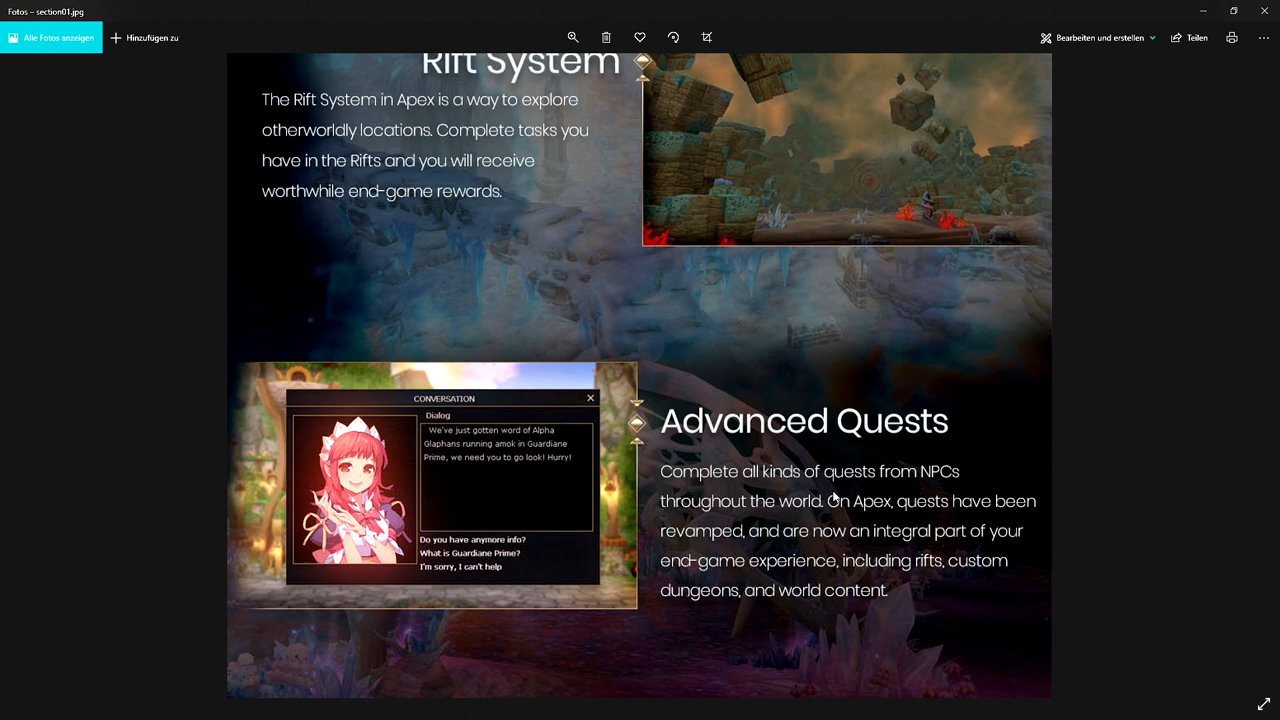 Fotos – section01.jpg
Alle Fotos anzeigen
Hinzufügen zu
Bearbeiten und erstellen
Teilen
Rift System
The Rift System in Apex is a way to explore
otherworldly locations. Complete tasks you
have in the Rifts and you will receive
worthwhile end-game rewards.
CONVERSATION
Dialog
We've just gotten word of Alpha
Glaphans running amok in Guardiane
Prime, we need you to go look! Hurry!
Do you have anymore info?
What is Guardiane Prime?
I'm sorry, I can't help
Advanced Quests
Complete all kinds of quests from NPCs
throughout the world. On Apex, quests have been
revamped, and are now an integral part of your
end-game experience, including rifts, custom
dungeons, and world content.